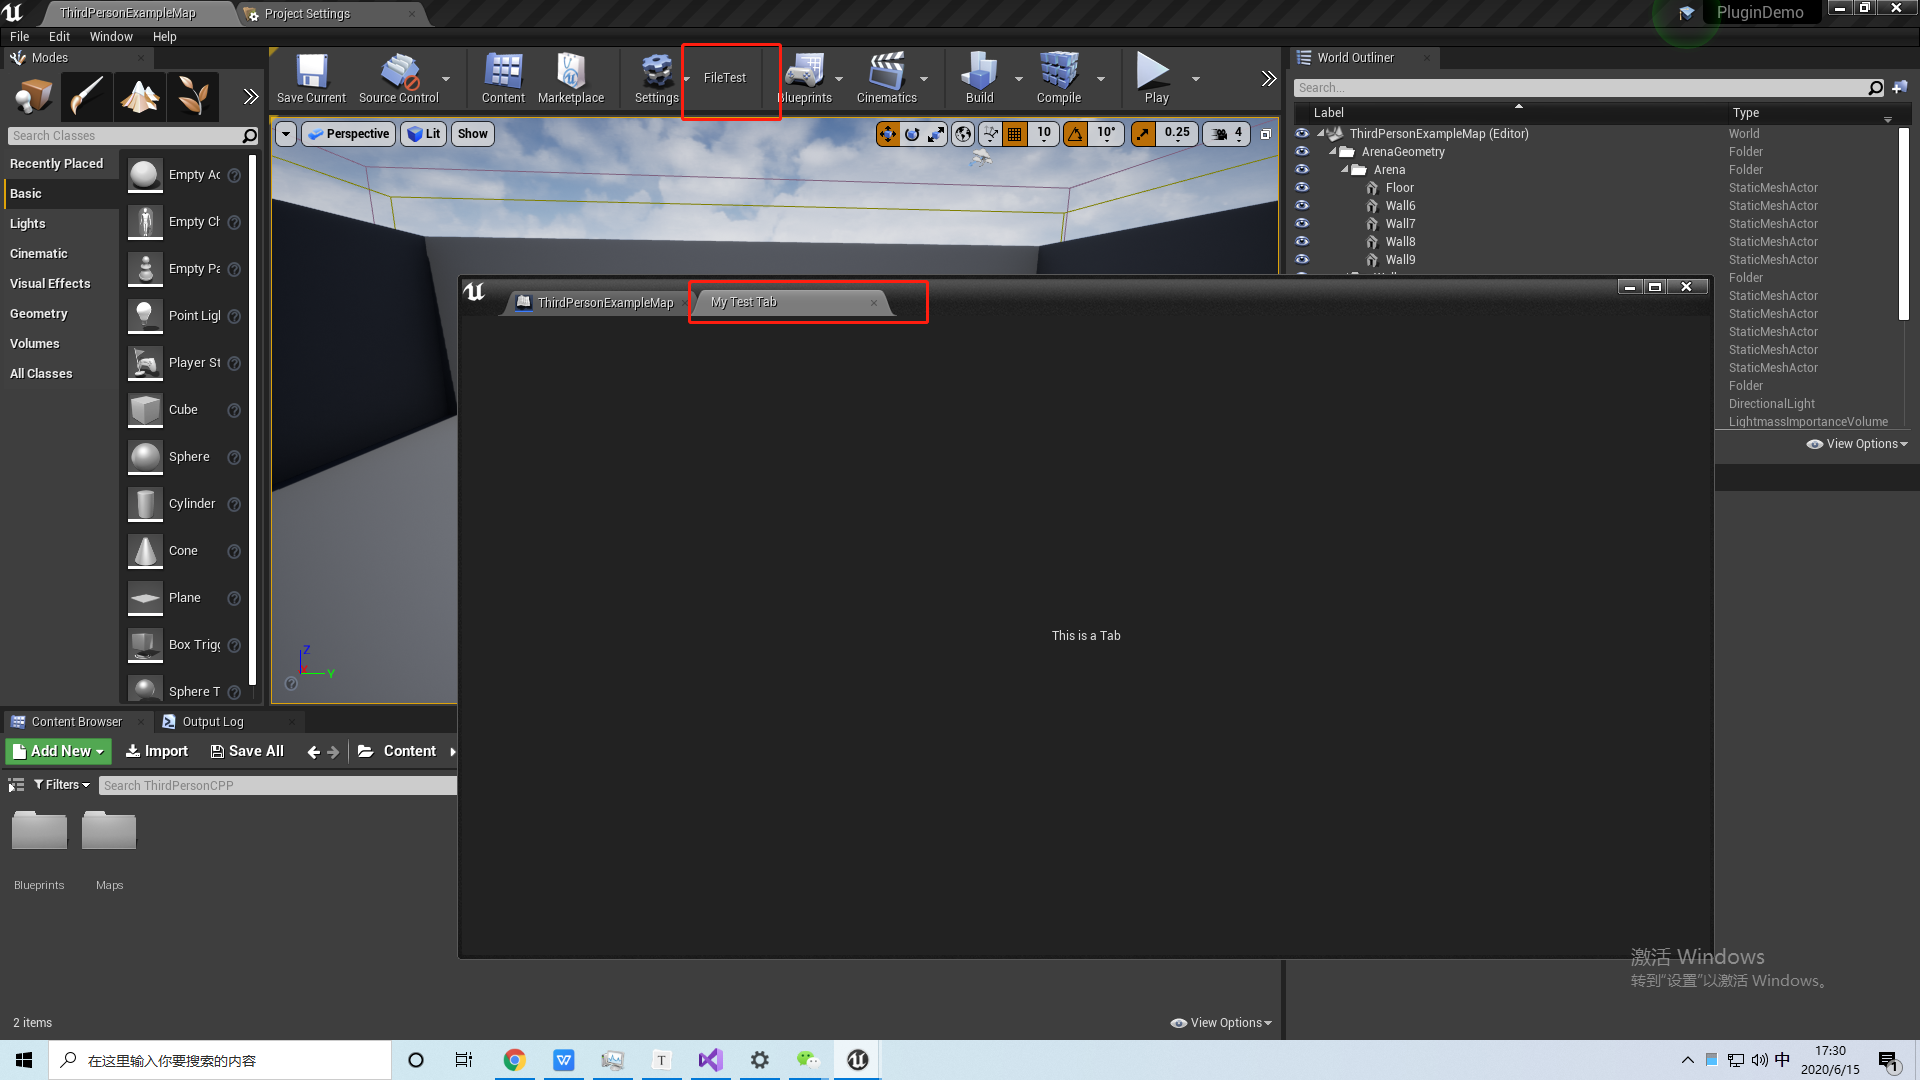 ThirdPersonExampleMap
Project Settings
PluginDemo
File Edit Window Help
Modes
Search Classes
Recently Placed
Basic
Lights
Cinematic
Visual Effects
Geometry
Volumes
All Classes
Empty Ac
Empty Ch
Empty Pa
Point Ligl
Player St
Cube
Sphere
Cylinder
Cone
Plane
Box Trigg
Sphere T
Save Current
Source Control
Content
Marketplace
Settings
FileTest
Blueprints
Cinematics
Build
Compile
Play
Perspective
Lit
Show
10
10°
0.25
4
Z
Y
World Outliner
Search...
Label Type
ThirdPersonExampleMap (Editor) World
ArenaGeometry Folder
Arena Folder
Floor StaticMeshActor
Wall6 StaticMeshActor
Wall7 StaticMeshActor
Wall8 StaticMeshActor
Wall9 StaticMeshActor
Folder
StaticMeshActor
StaticMeshActor
StaticMeshActor
StaticMeshActor
StaticMeshActor
Folder
DirectionalLight
LightmassImportanceVolume
View Options
ThirdPersonExampleMap
My Test Tab
This is a Tab
Content Browser
Output Log
Add New
Import
Save All
Content
Filters
Search ThirdPersonCPP
Blueprints
Maps
2 items
View Options
激活 Windows
转到“设置”以激活 Windows。
在这里输入你要搜索的内容
中
17:30
2020/6/15
1